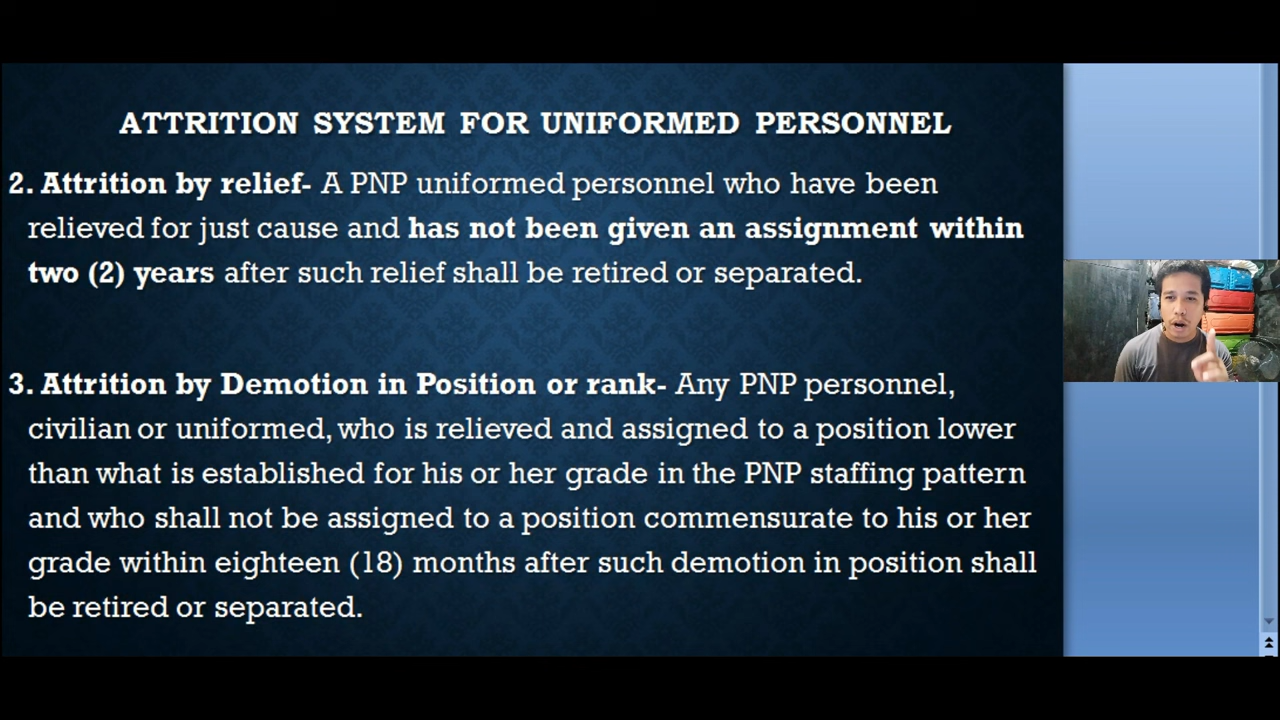 ATTRITION SYSTEM FOR UNIFORMED PERSONNEL
2. Attrition by relief- A PNP uniformed personnel who have been
relieved for just cause and has not been given an assignment within
two (2) years after such relief shall be retired or separated.
3. Attrition by Demotion in Position or rank- Any PNP personnel,
civilian or uniformed, who is relieved and assigned to a position lower
than what is established for his or her grade in the PNP staffing pattern
and who shall not be assigned to a position commensurate to his or her
grade within eighteen (18) months after such demotion in position shall
be retired or separated.